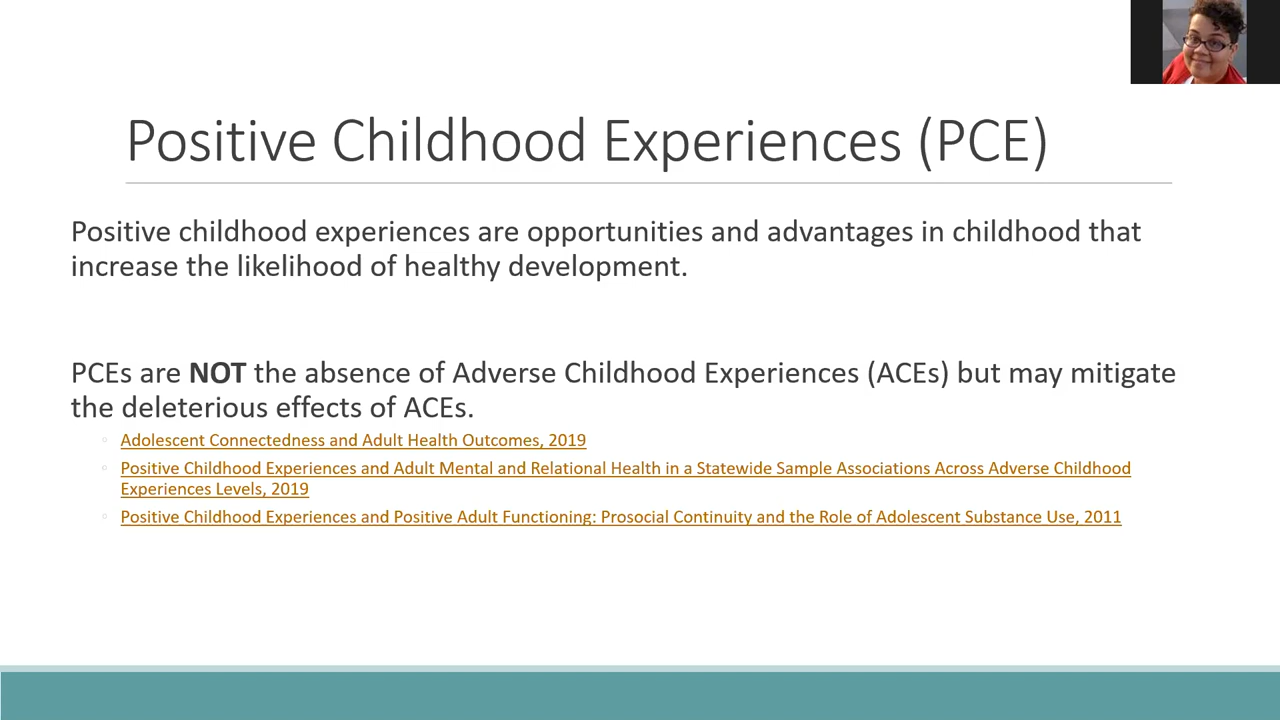 Positive Childhood Experiences (PCE)
Positive childhood experiences are opportunities and advantages in childhood that
increase the likelihood of healthy development.
PCEs are NOT the absence of Adverse Childhood Experiences (ACEs) but may mitigate
the deleterious effects of ACEs.
Adolescent Connectedness and Adult Health Outcomes, 2019
Positive Childhood Experiences and Adult Mental and Relational Health in a Statewide Sample Associations Across Adverse Childhood
Experiences Levels, 2019
Positive Childhood Experiences and Positive Adult Functioning: Prosocial Continuity and the Role of Adolescent Substance Use, 2011